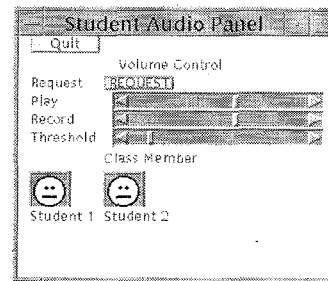 Student Audio Panel
Quit
Volume Control
Request REQUEST
Play
Record
Threshold
Class Member
Student 1 Student 2